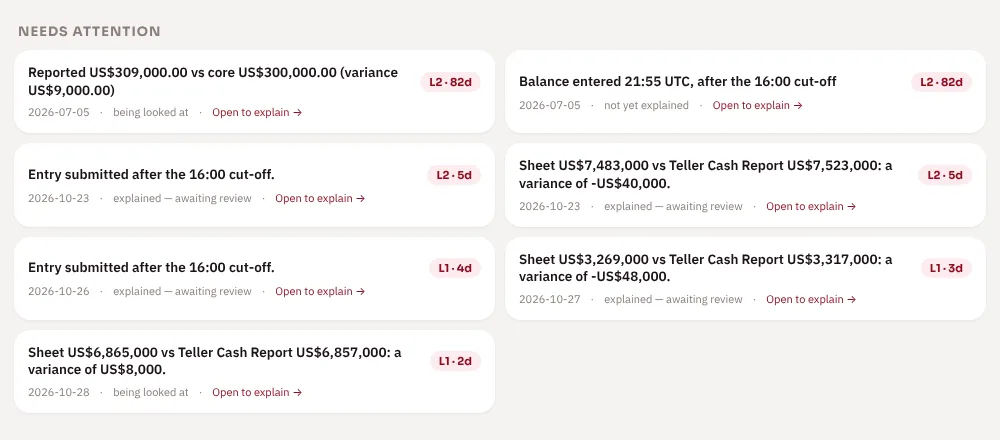 NEEDS ATTENTION
Reported US$309,000.00 vs core US$300,000.00 (variance
US$9,000.00)
L2 · 82d
2026-07-05 · being looked at · Open to explain →
Balance entered 21:55 UTC, after the 16:00 cut-off
L2 · 82d
2026-07-05 · not yet explained · Open to explain →
Entry submitted after the 16:00 cut-off.
L2 · 5d
2026-10-23 · explained — awaiting review · Open to explain →
Sheet US$7,483,000 vs Teller Cash Report US$7,523,000: a
variance of -US$40,000.
L2 · 5d
2026-10-23 · explained — awaiting review · Open to explain →
Entry submitted after the 16:00 cut-off.
L1 · 4d
2026-10-26 · explained — awaiting review · Open to explain →
Sheet US$3,269,000 vs Teller Cash Report US$3,317,000: a
variance of -US$48,000.
L1 · 3d
2026-10-27 · explained — awaiting review · Open to explain →
Sheet US$6,865,000 vs Teller Cash Report US$6,857,000: a
variance of US$8,000.
L1 · 2d
2026-10-28 · being looked at · Open to explain →